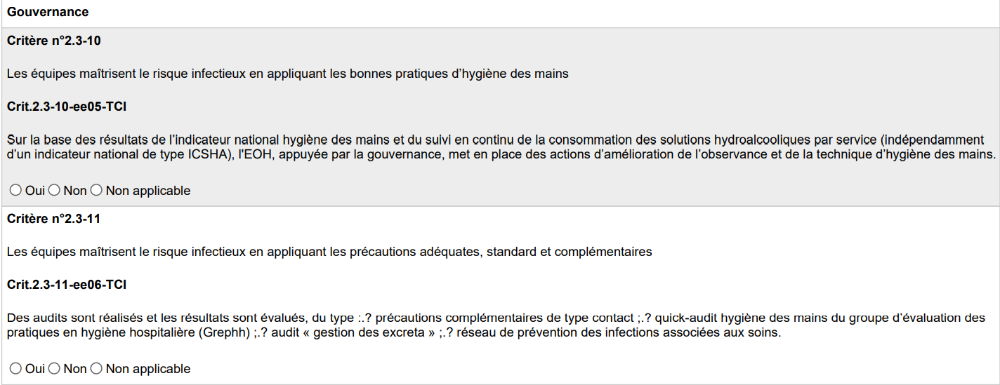 Gouvernance
Critère n°2.3-10
Les équipes maîtrisent le risque infectieux en appliquant les bonnes pratiques d’hygiène des mains
Crit.2.3-10-ee05-TCI
Sur la base des résultats de l'indicateur national hygiène des mains et du suivi en continu de la consommation des solutions hydroalcooliques par service (indépendamment
d’un indicateur national de type ICSHA), l'EOH, appuyée par la gouvernance, met en place des actions d’amélioration de l’observance et de la technique d’hygiène des mains.
Oui Non Non applicable
Critère n°2.3-11
Les équipes maîtrisent le risque infectieux en appliquant les précautions adéquates, standard et complémentaires
Crit.2.3-11-ee06-TCI
Des audits sont réalisés et les résultats sont évalués, du type :.? précautions complémentaires de type contact ;.? quick-audit hygiène des mains du groupe d’évaluation des
pratiques en hygiène hospitalière (Grephh) ;.? audit « gestion des excreta » ;.? réseau de prévention des infections associées aux soins.
Oui Non Non applicable